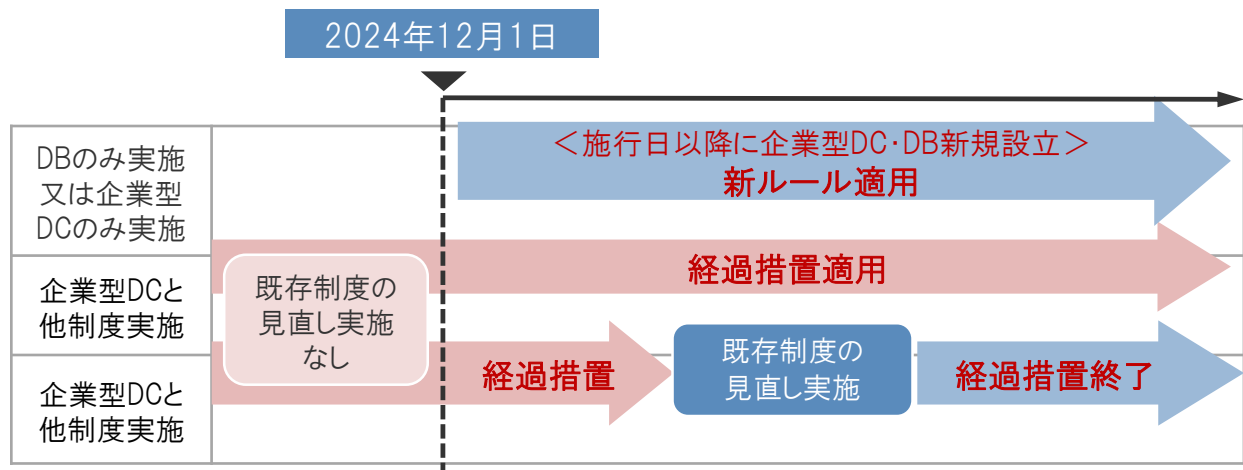 2024年12月1日
DBのみ実施
又は企業型
DCのみ実施
＜施行日以降に企業型DC・DB新規設立＞
新ルール適用
企業型DCと
他制度実施
既存制度の
見直し実施
なし
経過措置適用
企業型DCと
他制度実施
経過措置
既存制度の
見直し実施
経過措置終了